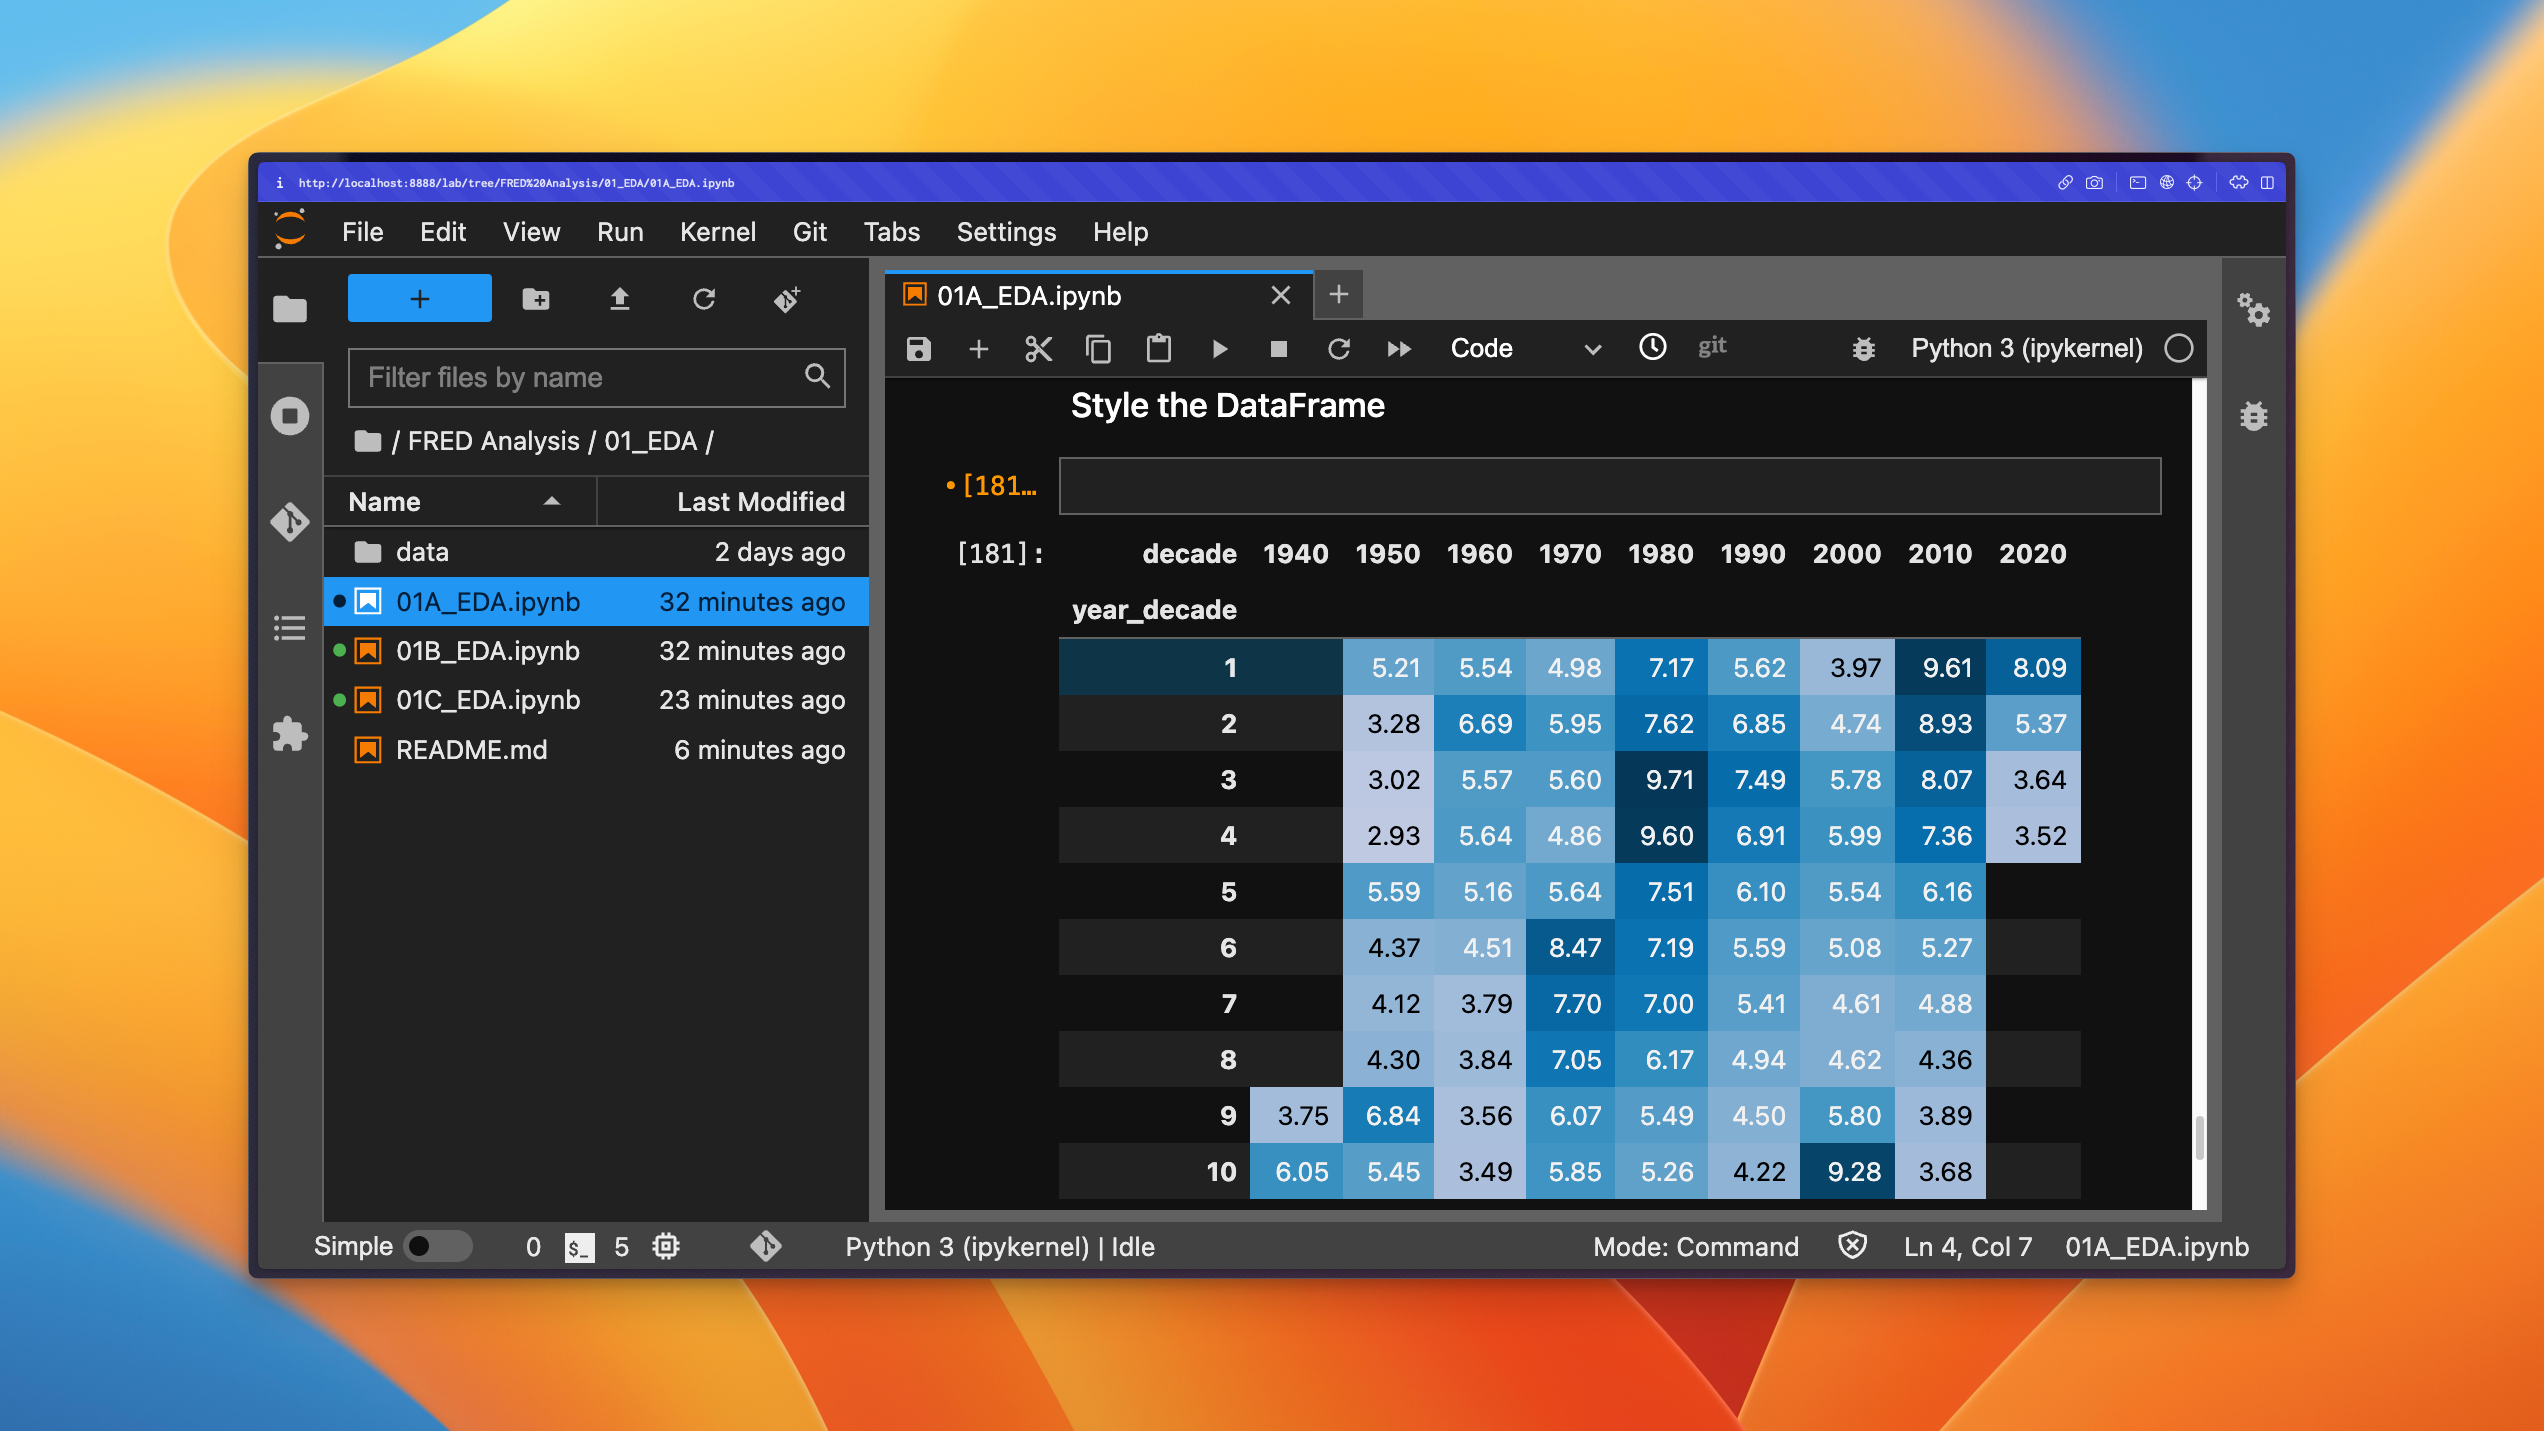 i http://localhost:8888/lab/tree/FRED%20Analysis/01_EDA/01A_EDA.ipynb
File Edit View Run Kernel Git Tabs Settings Help
+
Filter files by name
/ FRED Analysis / 01_EDA /
Name Last Modified
data 2 days ago
01A_EDA.ipynb 32 minutes ago
01B_EDA.ipynb 32 minutes ago
01C_EDA.ipynb 23 minutes ago
README.md 6 minutes ago
01A_EDA.ipynb
Code git Python 3 (ipykernel)
Style the DataFrame
[181…
[181]: decade 1940 1950 1960 1970 1980 1990 2000 2010 2020
year_decade
1 5.21 5.54 4.98 7.17 5.62 3.97 9.61 8.09
2 3.28 6.69 5.95 7.62 6.85 4.74 8.93 5.37
3 3.02 5.57 5.60 9.71 7.49 5.78 8.07 3.64
4 2.93 5.64 4.86 9.60 6.91 5.99 7.36 3.52
5 5.59 5.16 5.64 7.51 6.10 5.54 6.16
6 4.37 4.51 8.47 7.19 5.59 5.08 5.27
7 4.12 3.79 7.70 7.00 5.41 4.61 4.88
8 4.30 3.84 7.05 6.17 4.94 4.62 4.36
9 3.75 6.84 3.56 6.07 5.49 4.50 5.80 3.89
10 6.05 5.45 3.49 5.85 5.26 4.22 9.28 3.68
Simple 0 $_ 5 Python 3 (ipykernel) | Idle Mode: Command Ln 4, Col 7 01A_EDA.ipynb